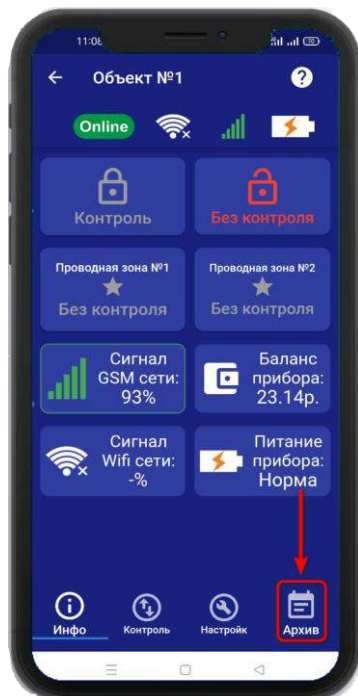 11:08
70
Объект №1
?
Online
Контроль
Без контроля
Проводная зона №1
Проводная зона №2
Без контроля
Без контроля
Сигнал
GSM сети:
93%
Баланс
прибора:
23.14р.
Сигнал
Wifi сети:
-%
Питание
прибора:
Норма
Инфо
Контроль
Настройк
Архив